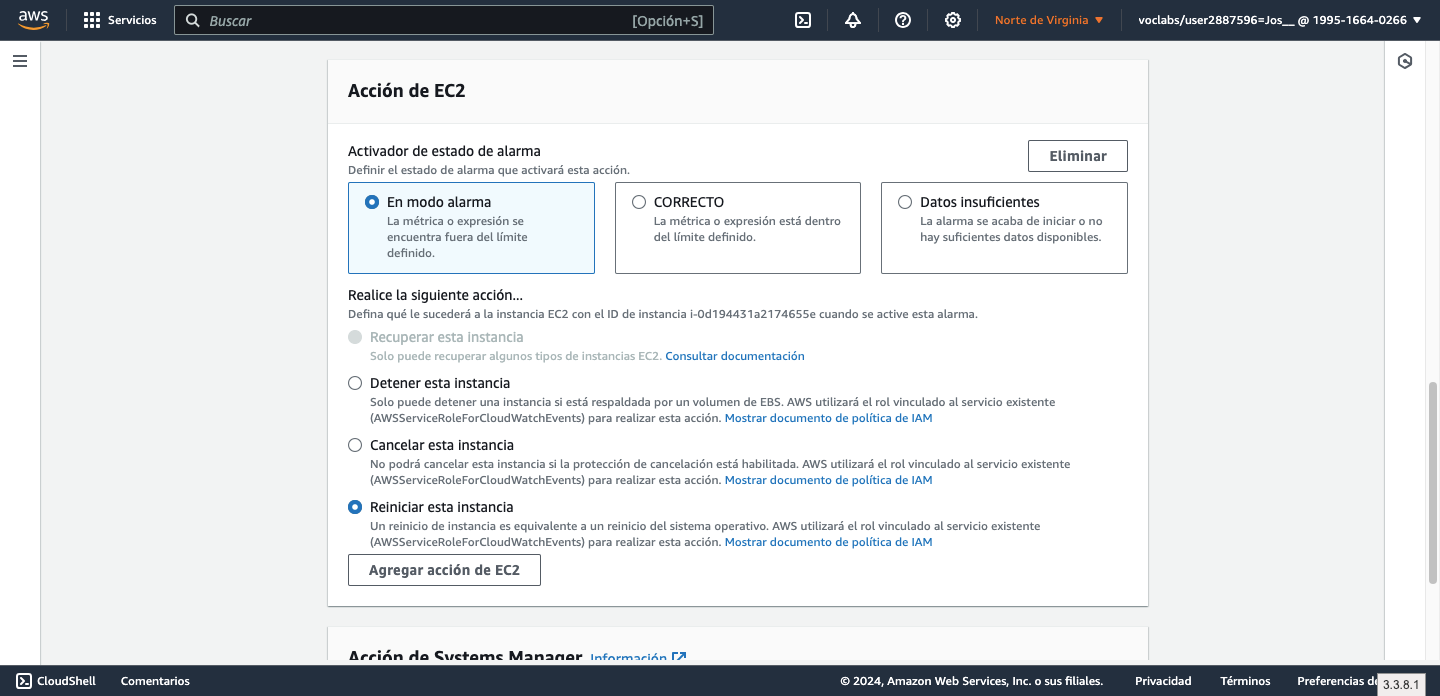 aws
Servicios
Buscar
[Opción+S]
Norte de Virginia
voclabs/user2887596=Jos__ @ 1995-1664-0266
Acción de EC2
Activador de estado de alarma
Definir el estado de alarma que activará esta acción.
Eliminar
En modo alarma
La métrica o expresión se
encuentra fuera del límite
definido.
CORRECTO
La métrica o expresión está dentro
del límite definido.
Datos insuficientes
La alarma se acaba de iniciar o no
hay suficientes datos disponibles.
Realice la siguiente acción...
Defina qué le sucederá a la instancia EC2 con el ID de instancia i-0d194431a2174655e cuando se active esta alarma.
Recuperar esta instancia
Solo puede recuperar algunos tipos de instancias EC2. Consultar documentación
Detener esta instancia
Solo puede detener una instancia si está respaldada por un volumen de EBS. AWS utilizará el rol vinculado al servicio existente
(AWSServiceRoleForCloudWatchEvents) para realizar esta acción. Mostrar documento de política de IAM
Cancelar esta instancia
No podrá cancelar esta instancia si la protección de cancelación está habilitada. AWS utilizará el rol vinculado al servicio existente
(AWSServiceRoleForCloudWatchEvents) para realizar esta acción. Mostrar documento de política de IAM
Reiniciar esta instancia
Un reinicio de instancia es equivalente a un reinicio del sistema operativo. AWS utilizará el rol vinculado al servicio existente
(AWSServiceRoleForCloudWatchEvents) para realizar esta acción. Mostrar documento de política de IAM
Agregar acción de EC2
Acción de Systems Manager Información
CloudShell
Comentarios
© 2024, Amazon Web Services, Inc. o sus filiales.
Privacidad
Términos
Preferencias de
3.3.8.1